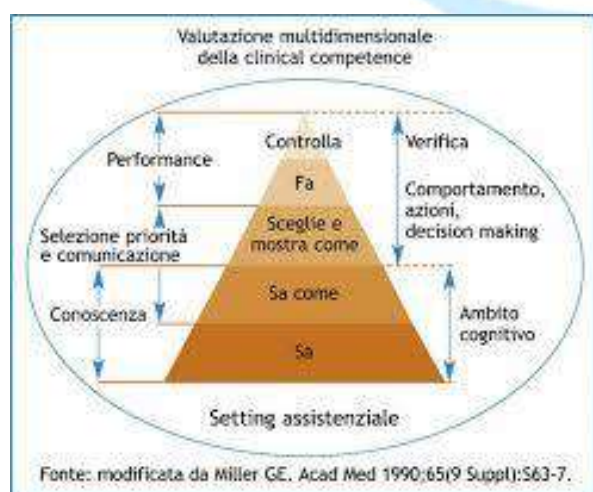 Valutazione multidimensionale
della clinical competence
Controlla
Verifica
Performance
Fa
Comportamento,
azioni,
decision making
Sceglie e
mostra come
Selezione priorità
e comunicazione
Sa come
Conoscenza
Ambito
cognitivo
Sa
Setting assistenziale
Fonte: modificata da Miller GE. Acad Med 1990;65(9 Suppl):S63-7.